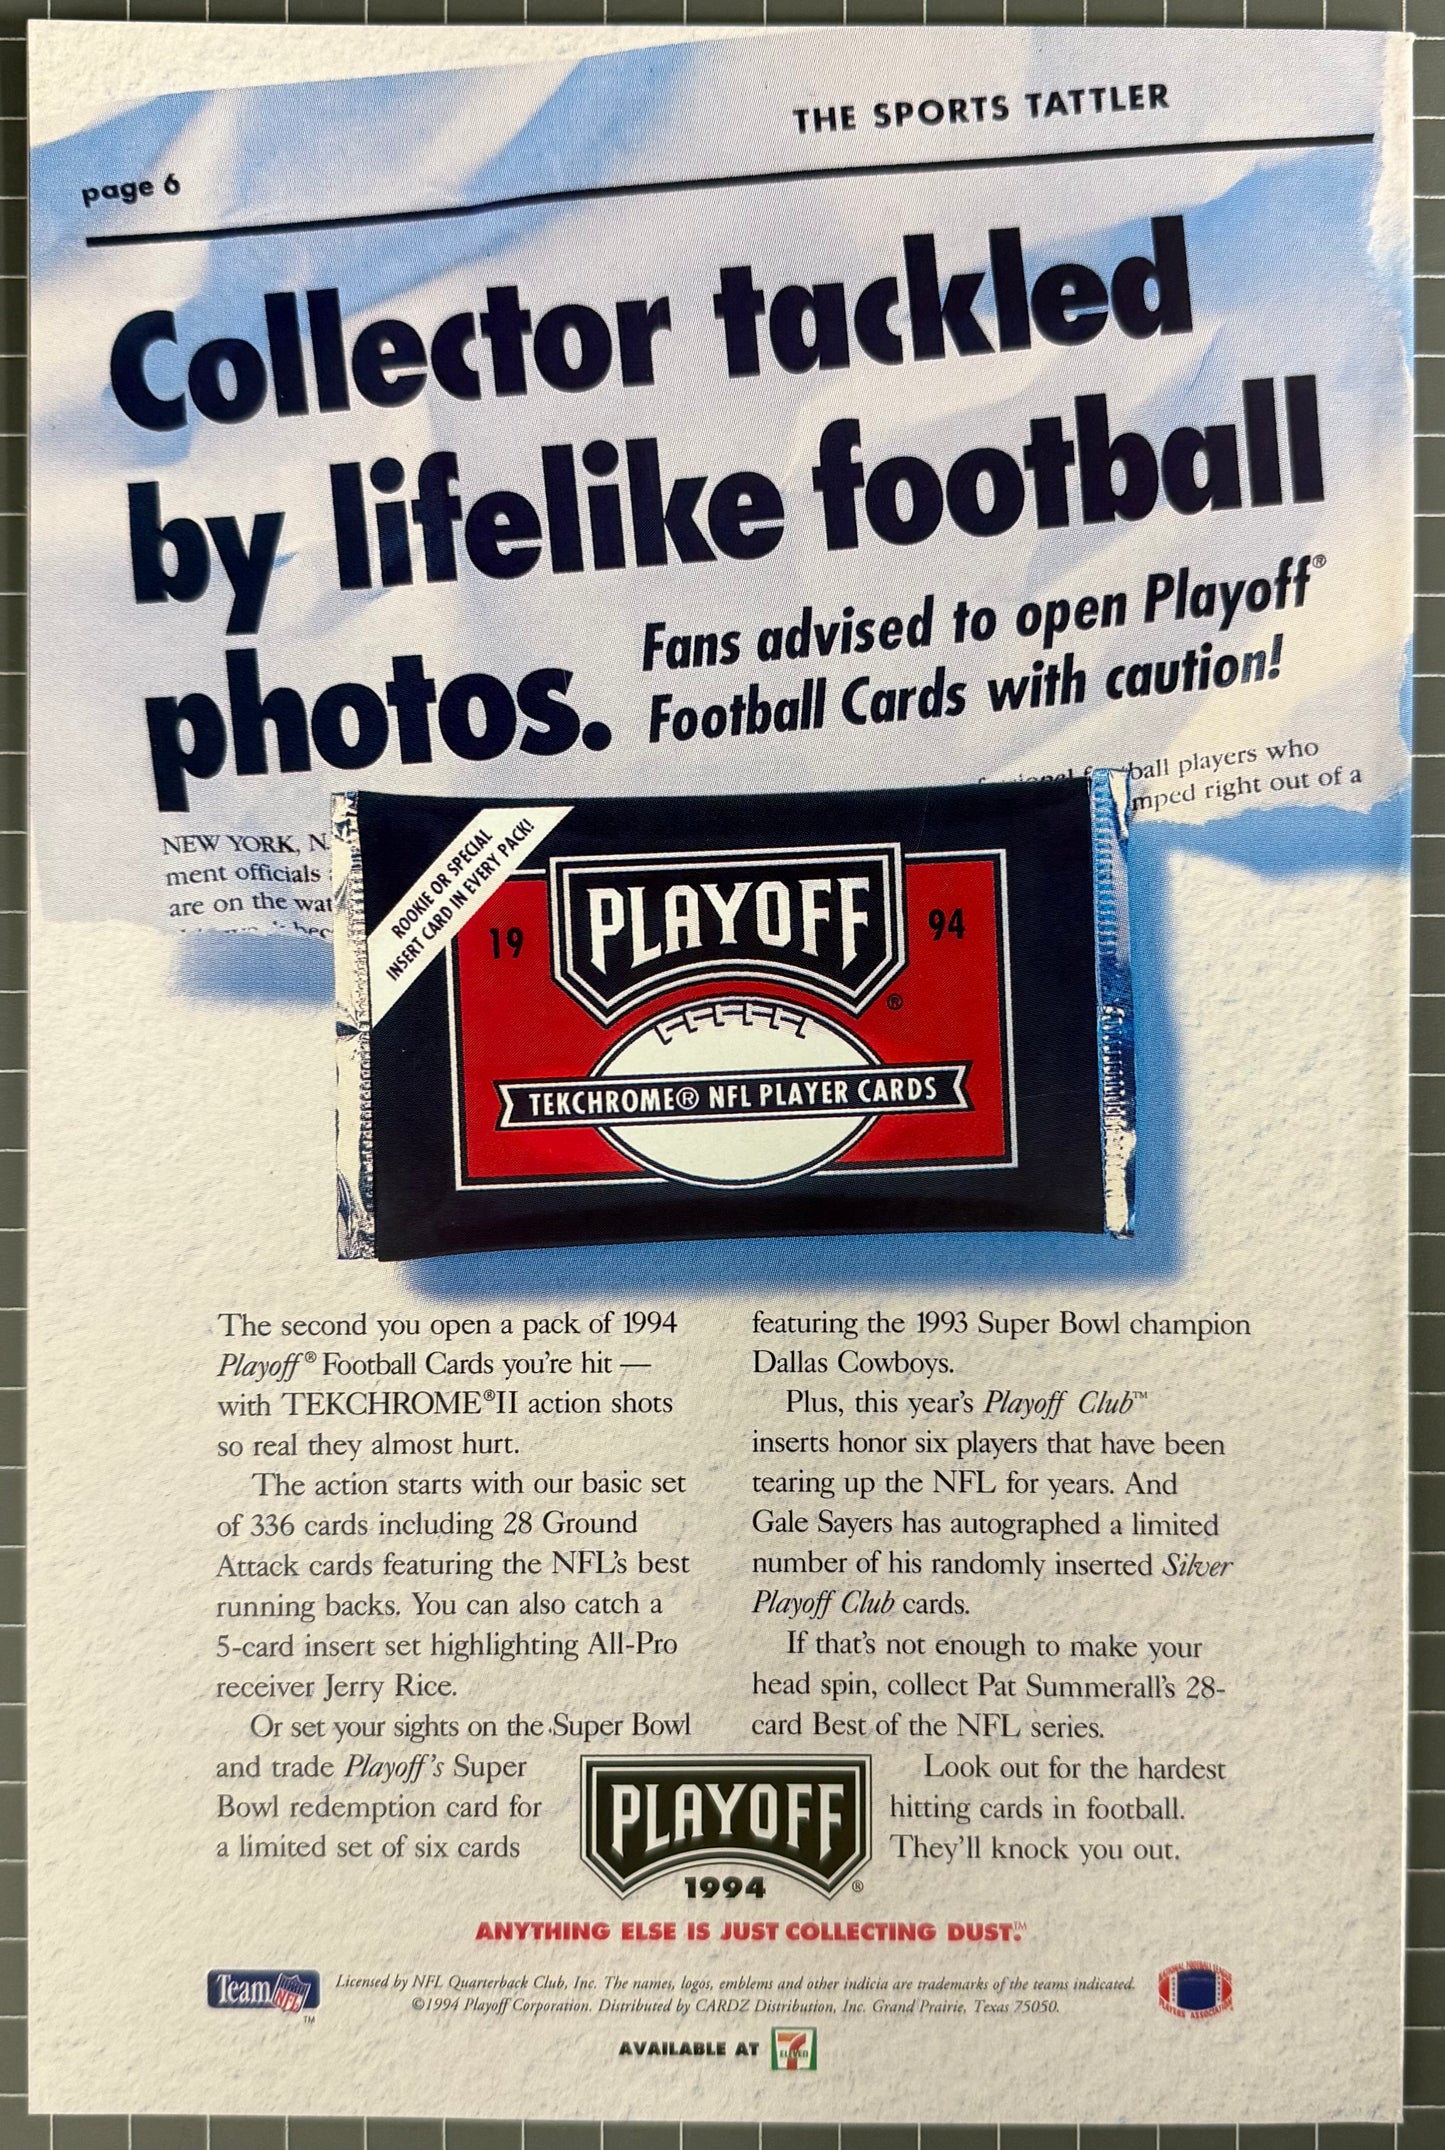 THE SPORTS TATTLER
page 6
Collector tackled
by lifelike football
photos.
Fans advised to open Playoff®
Football Cards with caution!
ball players who
mped right out of a
NEW YORK, N.
ment officials
are on the wat
ROOKIE OR SPECIAL
INSERT CARD IN EVERY PACK!
PLAYOFF
19
94
®
TEKCHROME® NFL PLAYER CARDS
The second you open a pack of 1994
Playoff® Football Cards you're hit —
with TEKCHROME®II action shots
so real they almost hurt.
The action starts with our basic set
of 336 cards including 28 Ground
Attack cards featuring the NFL's best
running backs. You can also catch a
5-card insert set highlighting All-Pro
receiver Jerry Rice.
Or set your sights on the Super Bowl
and trade Playoff's Super
Bowl redemption card for
a limited set of six cards
featuring the 1993 Super Bowl champion
Dallas Cowboys.
Plus, this year's Playoff Club™
inserts honor six players that have been
tearing up the NFL for years. And
Gale Sayers has autographed a limited
number of his randomly inserted Silver
Playoff Club cards.
If that's not enough to make your
head spin, collect Pat Summerall's 28-
card Best of the NFL series.
Look out for the hardest
hitting cards in football.
They'll knock you out.
PLAYOFF
1994
®
ANYTHING ELSE IS JUST COLLECTING DUST.™
Team NFL
TM
Licensed by NFL Quarterback Club, Inc. The names, logos, emblems and other indicia are trademarks of the teams indicated.
©1994 Playoff Corporation. Distributed by CARDZ Distribution, Inc. Grand Prairie, Texas 75050.
NATIONAL FOOTBALL LEAGUE
PLAYERS ASSOCIATION
AVAILABLE AT
7 ELEVEN